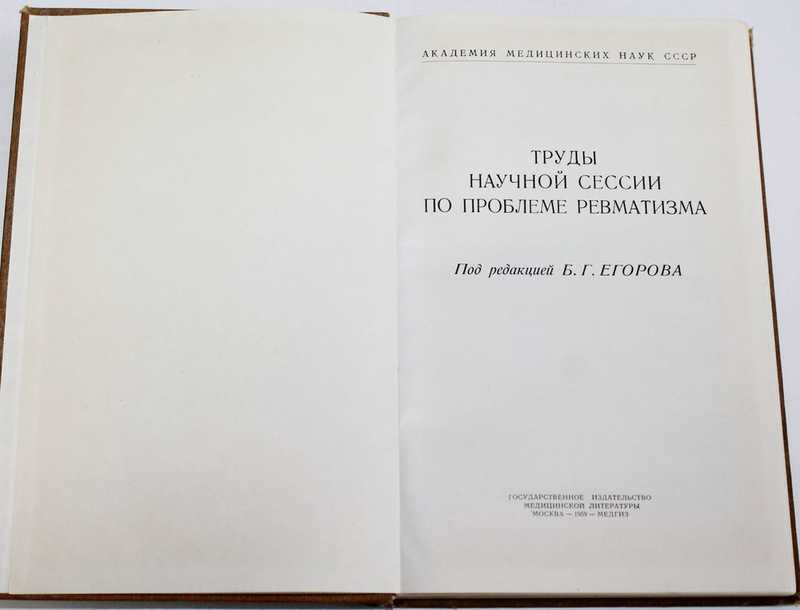 АКАДЕМИЯ МЕДИЦИНСКИХ НАУК СССР
ТРУДЫ
НАУЧНОЙ СЕССИИ
ПО ПРОБЛЕМЕ РЕВМАТИЗМА
Под редакцией Б. Г. ЕГОРОВА
ГОСУДАРСТВЕННОЕ ИЗДАТЕЛЬСТВО
МЕДИЦИНСКОЙ ЛИТЕРАТУРЫ
МОСКВА — 1959 — МЕДГИЗ